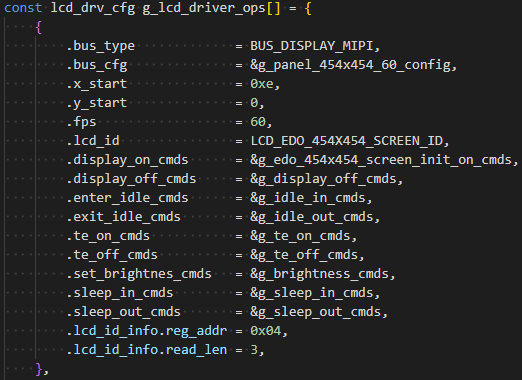 const lcd_drv_cfg g_lcd_driver_ops[] = {
    {
        .bus_type              = BUS_DISPLAY_MIPI,
        .bus_cfg               = &g_panel_454x454_60_config,
        .x_start               = 0xe,
        .y_start               = 0,
        .fps                   = 60,
        .lcd_id                = LCD_EDO_454X454_SCREEN_ID,
        .display_on_cmds       = &g_edo_454x454_screen_init_on_cmds,
        .display_off_cmds      = &g_display_off_cmds,
        .enter_idle_cmds       = &g_idle_in_cmds,
        .exit_idle_cmds        = &g_idle_out_cmds,
        .te_on_cmds            = &g_te_on_cmds,
        .te_off_cmds           = &g_te_off_cmds,
        .set_brightnes_cmds    = &g_brightness_cmds,
        .sleep_in_cmds         = &g_sleep_in_cmds,
        .sleep_out_cmds        = &g_sleep_out_cmds,
        .lcd_id_info.reg_addr = 0x04,
        .lcd_id_info.read_len = 3,
    },